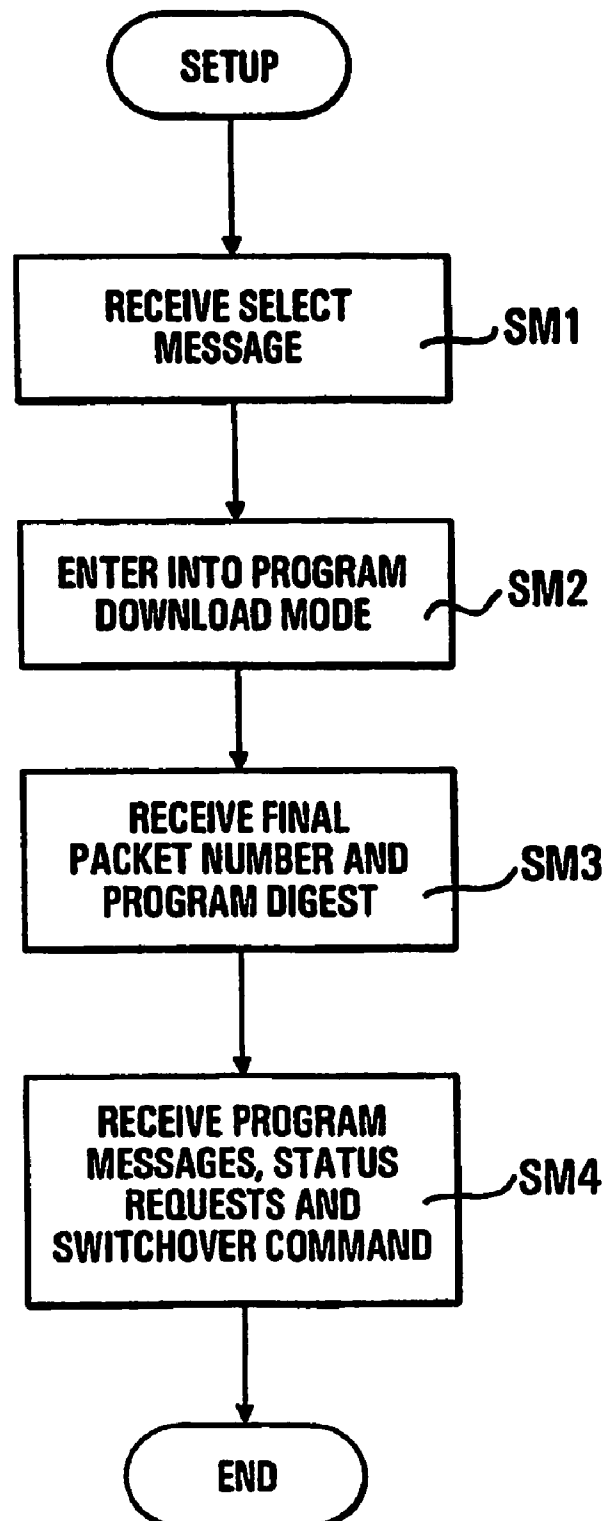 SETUP
RECEIVE SELECT
MESSAGE
SM1
ENTER INTO PROGRAM
DOWNLOAD MODE
SM2
RECEIVE FINAL
PACKET NUMBER AND
PROGRAM DIGEST
SM3
RECEIVE PROGRAM
MESSAGES, STATUS
REQUESTS AND
SWITCHOVER COMMAND
SM4
END